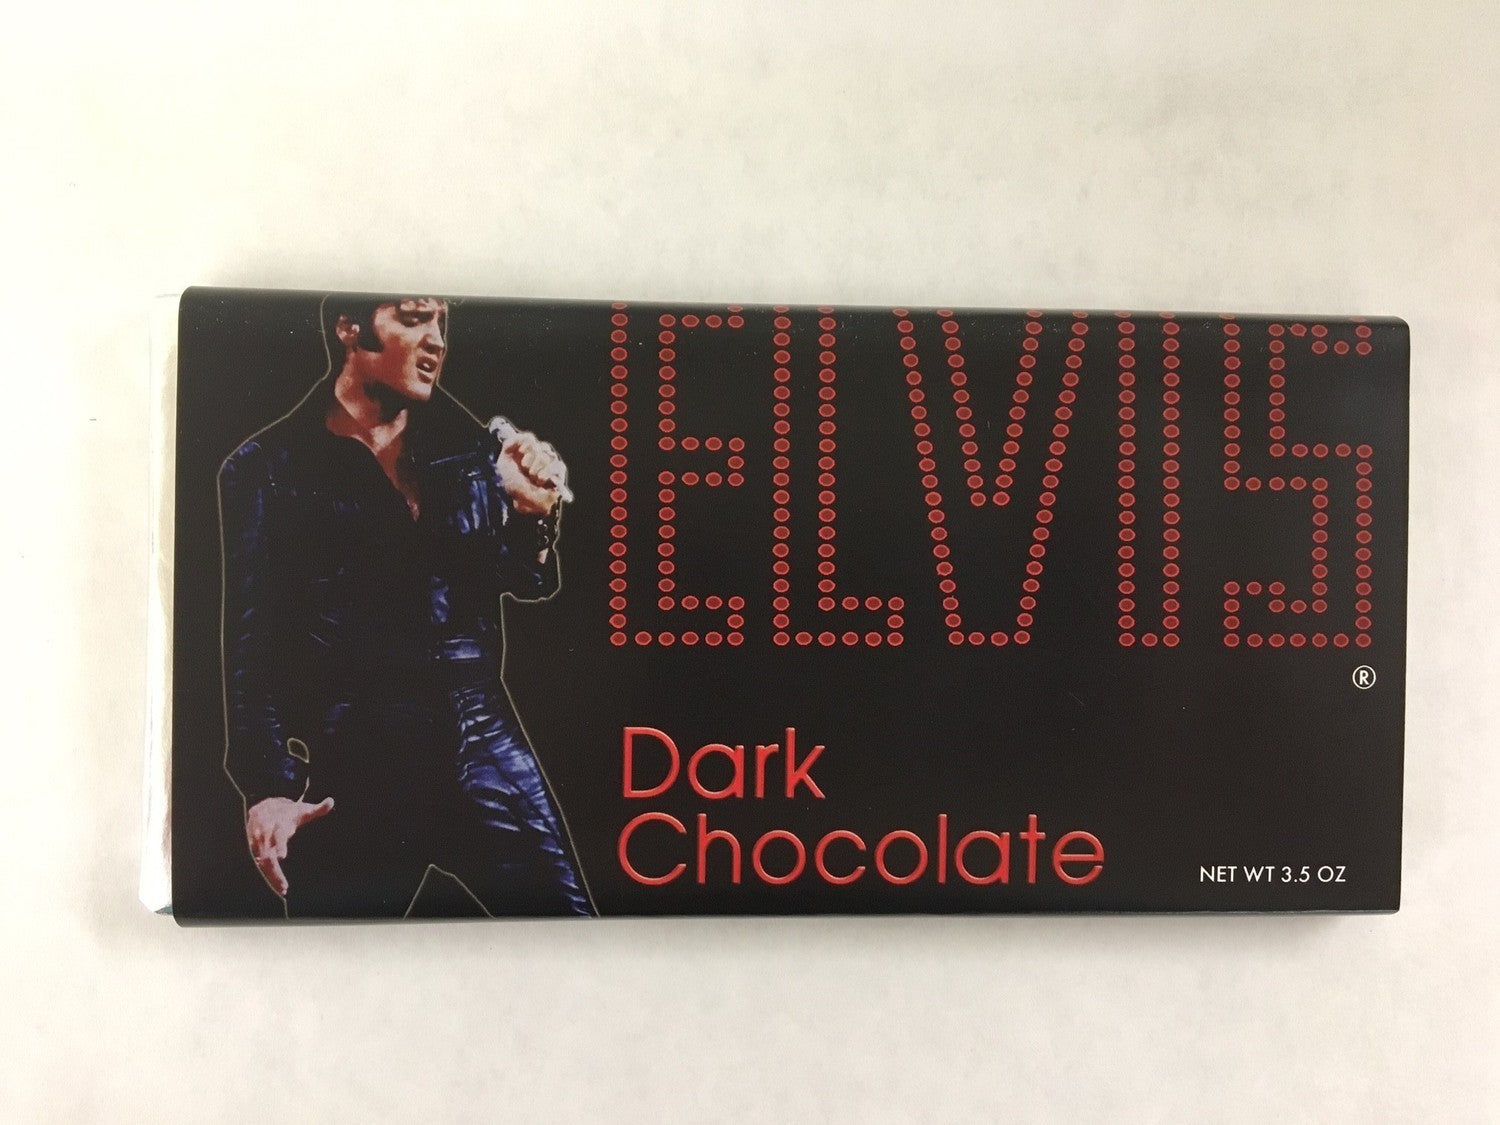 ELVIS
®
Dark
Chocolate
NET WT 3.5 OZ